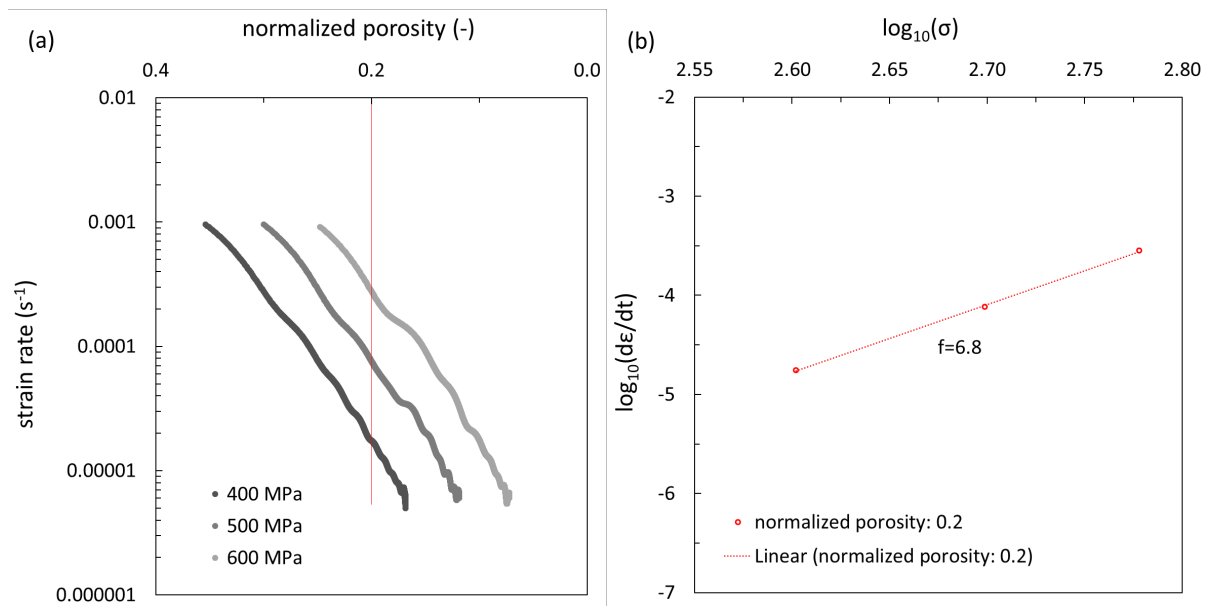 (a)
normalized porosity (-)
0.4 0.2 0.0
0.01
0.001
0.0001
0.00001
0.000001
strain rate (s⁻¹)
400 MPa
500 MPa
600 MPa
(b)
log₁₀(σ)
2.55 2.60 2.65 2.70 2.75 2.80
-2
-3
-4
-5
-6
-7
log₁₀(dε/dt)
f=6.8
normalized porosity: 0.2
Linear (normalized porosity: 0.2)